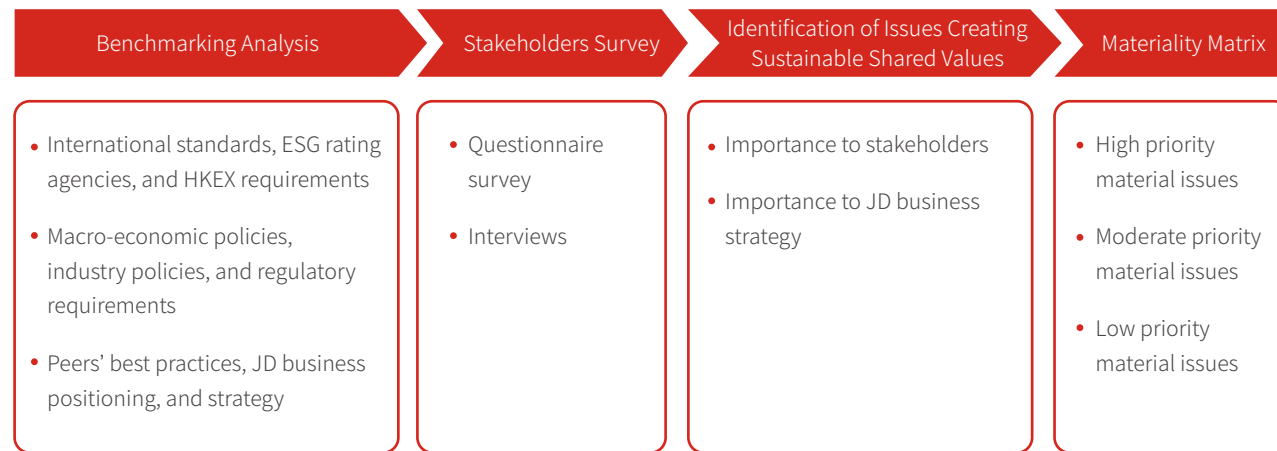 Benchmarking Analysis
Stakeholders Survey
Identification of Issues Creating
Sustainable Shared Values
Materiality Matrix
• International standards, ESG rating
agencies, and HKEX requirements
• Macro-economic policies,
industry policies, and regulatory
requirements
• Peers’ best practices, JD business
positioning, and strategy
• Questionnaire
survey
• Interviews
• Importance to stakeholders
• Importance to JD business
strategy
• High priority
material issues
• Moderate priority
material issues
• Low priority
material issues